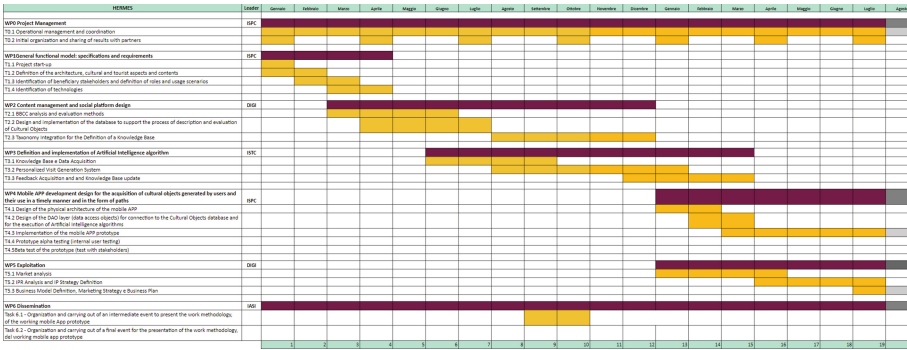 HERMES Leader Gennaio Febbraio Marzo Aprile Maggio Giugno Luglio Agosto Settembre Ottobre Novembre Dicembre Gennaio Febbraio Marzo Aprile Maggio Giugno Luglio
WP0 Project Management ISPC
T0.1 Operational management and coordination
T0.2 Initial organization and sharing of results with partners
WP1General functional model: specifications and requirements ISPC
T1.1 Project start-up
T1.2 Definition of the architecture, cultural and tourist aspects and contents
T1.3 Identification of beneficiary stakeholders and definition of roles and usage scenarios
T1.4 Identification of technologies
WP2 Content management and social platform design DIGI
T2.1 BBCC analysis and evaluation methods
T2.2 Design and implementation of the database to support the process of description and evaluation
of Cultural Objects
T2.3 Taxonomy integration for the Definition of a Knowledge Base
WP3 Definition and implementation of Artificial Intelligence algorithm ISTC
T3.1 Knowledge Base e Data Acquisition
T3.2 Personalized Visit Generation System
T3.3 Feedback Acquisition and and Knowledge Base update
WP4 Mobile APP development design for the acquisition of cultural objects generated by users and
their use in a timely manner and in the form of paths ISPC
T4.1 Design of the physical architecture of the mobile APP
T4.2 Design of the DAO layer (data access objects) for connection to the Cultural Objects database and
for the execution of Artificial Intelligence algorithms
T4.3 Implementation of the mobile APP prototype
T4.4 Prototype alpha testing (internal user testing)
T4.5Beta test of the prototype (test with stakeholders)
WP5 Exploitation DIGI
T5.1 Market analysis
T5.2 IPR Analysis and IP Strategy Definition
T5.3 Business Model Definition, Marketing Strategy e Business Plan
WP6 Dissemination IASI
Task 6.1 - Organization and carrying out of an intermediate event to present the work methodology,
of the working mobile App prototype
Task 6.2 - Organization and carrying out of a final event for the presentation of the work methodology,
del working mobile app prototype
1 2 3 4 5 6 7 8 9 10 11 12 13 14 15 16 17 18 19